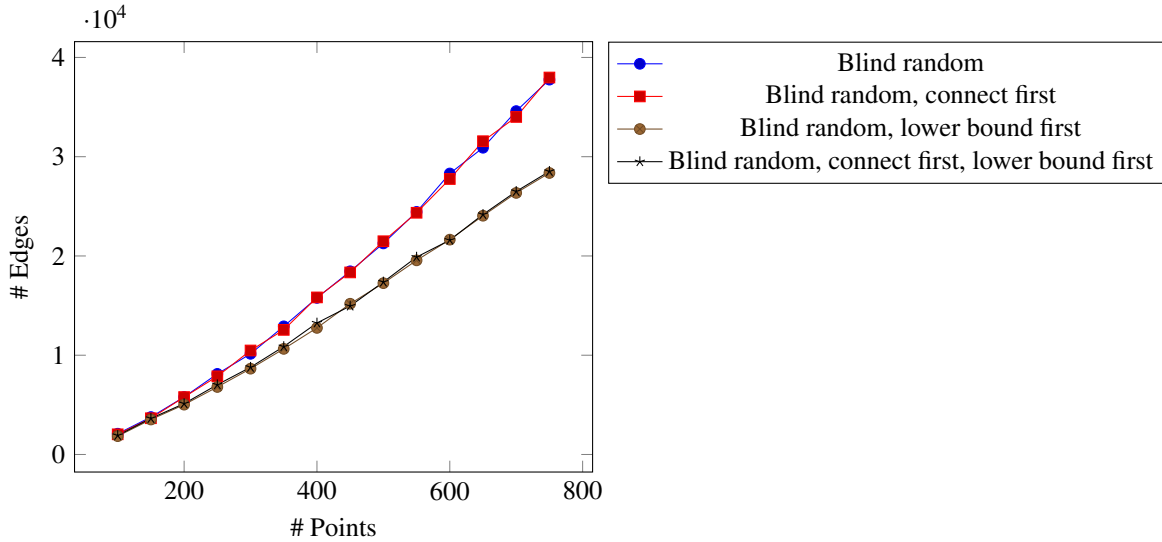 ·10^4
4
3
2
1
0
# Edges
200
400
600
800
# Points
Blind random
Blind random, connect first
Blind random, lower bound first
Blind random, connect first, lower bound first